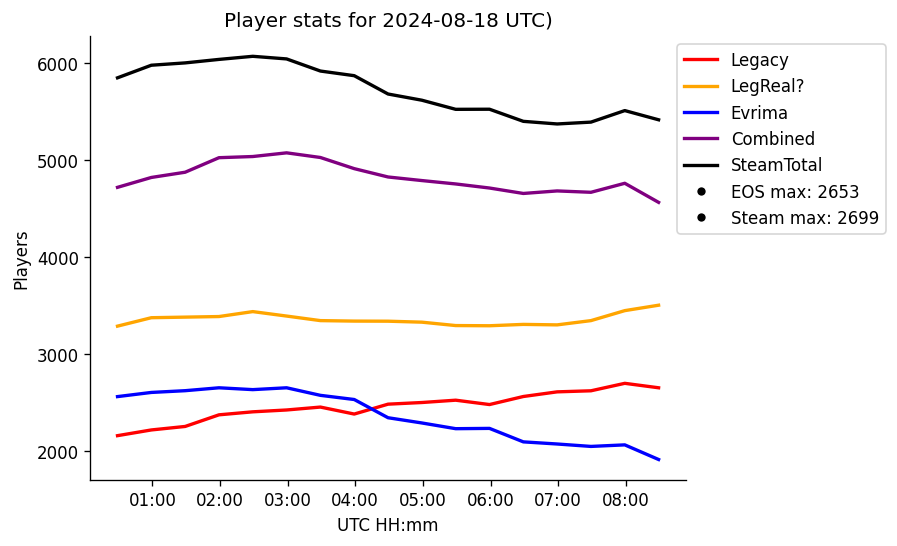 Player stats for 2024-08-18 UTC)
Legacy
LegReal?
Evrima
Combined
SteamTotal
EOS max: 2653
Steam max: 2699
6000
5000
4000
3000
2000
Players
01:00 02:00 03:00 04:00 05:00 06:00 07:00 08:00
UTC HH:mm